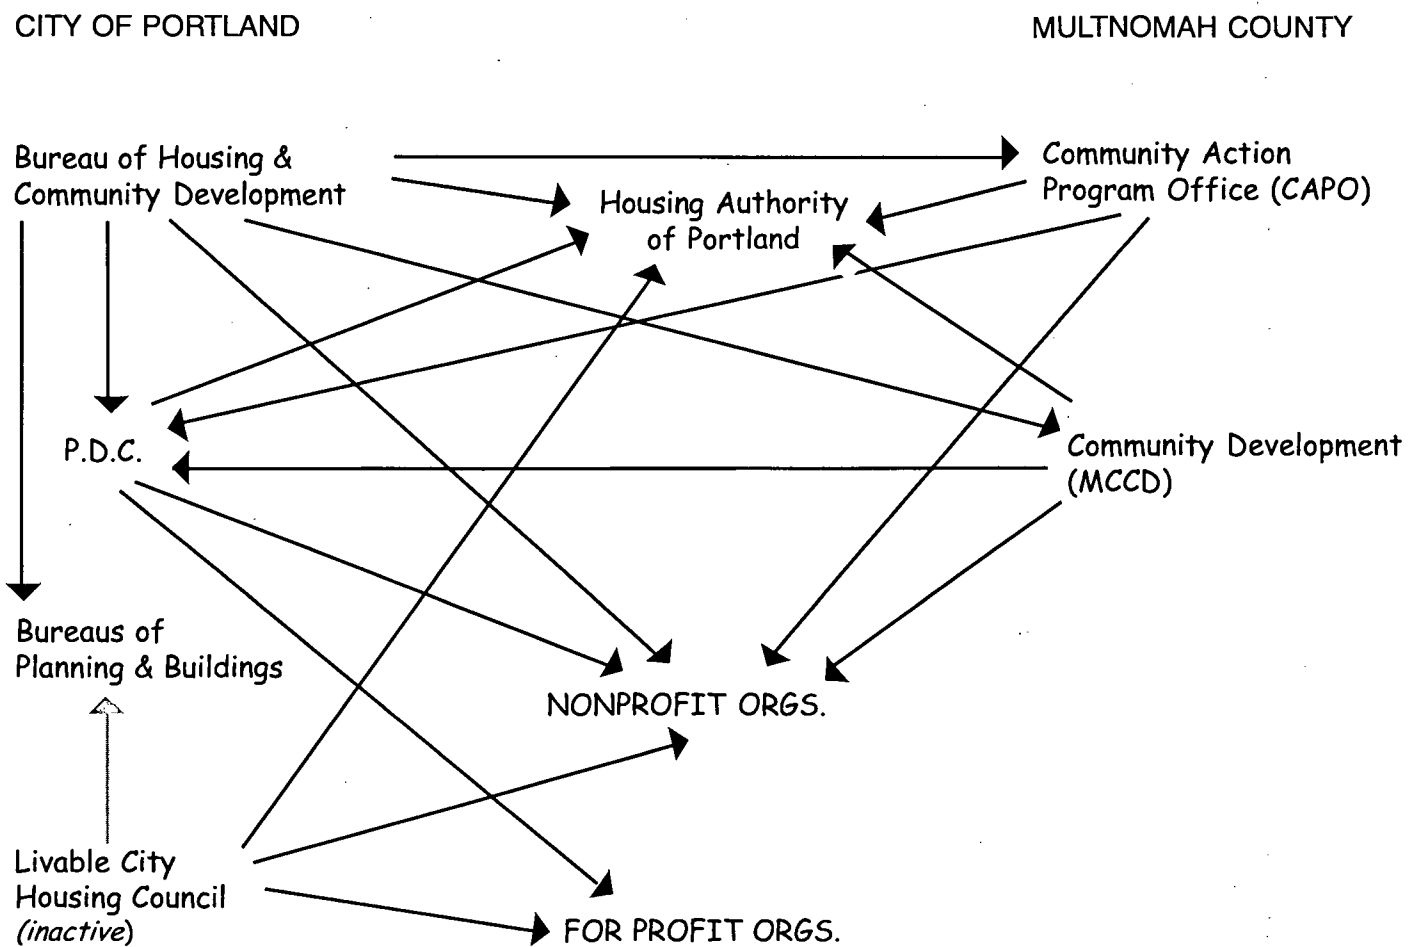 CITY OF PORTLAND
MULTNOMAH COUNTY
Bureau of Housing &
Community Development
Housing Authority
of Portland
Community Action
Program Office (CAPO)
P.D.C.
Community Development
(MCCD)
Bureaus of
Planning & Buildings
NONPROFIT ORGS.
Livable City
Housing Council
(inactive)
FOR PROFIT ORGS.